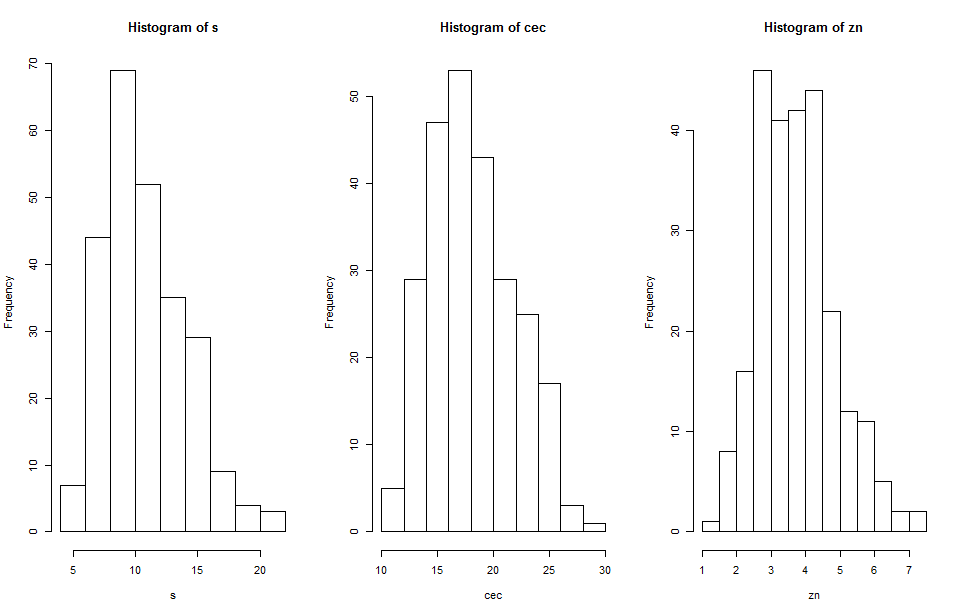 Histogram of s
Frequency
0 10 20 30 40 50 60 70
5 10 15 20
s
Histogram of cec
Frequency
0 10 20 30 40 50
10 15 20 25 30
cec
Histogram of zn
Frequency
0 10 20 30 40
1 2 3 4 5 6 7
zn